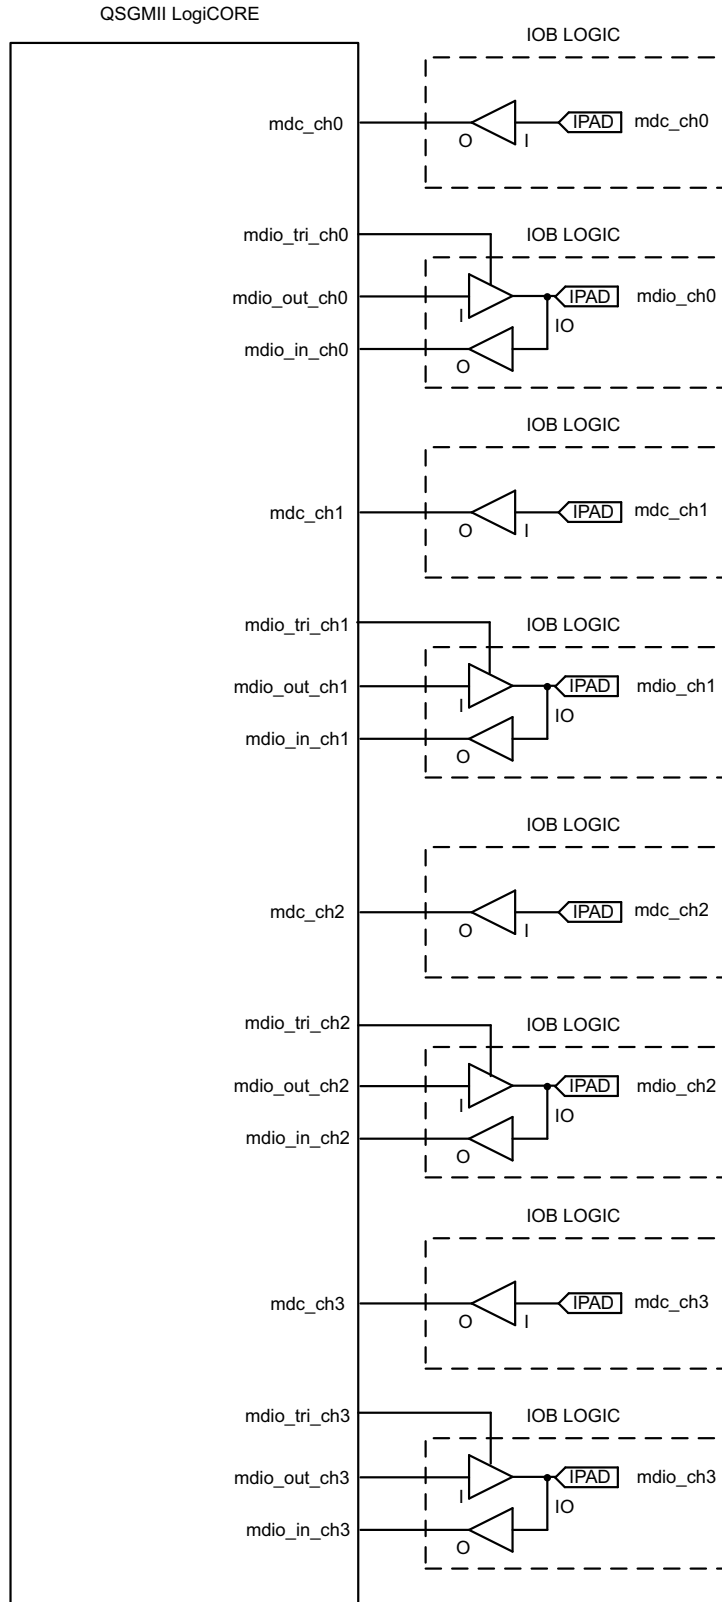 QSGMII LogiCORE
IOB LOGIC
mdc_ch0
O
I
IPAD
mdc_ch0
mdio_tri_ch0
IOB LOGIC
mdio_out_ch0
I
IPAD
mdio_ch0
IO
mdio_in_ch0
O
IOB LOGIC
mdc_ch1
O
I
IPAD
mdc_ch1
mdio_tri_ch1
IOB LOGIC
mdio_out_ch1
I
IPAD
mdio_ch1
IO
mdio_in_ch1
O
IOB LOGIC
mdc_ch2
O
I
IPAD
mdc_ch2
mdio_tri_ch2
IOB LOGIC
mdio_out_ch2
I
IPAD
mdio_ch2
IO
mdio_in_ch2
O
IOB LOGIC
mdc_ch3
O
I
IPAD
mdc_ch3
mdio_tri_ch3
IOB LOGIC
mdio_out_ch3
I
IPAD
mdio_ch3
IO
mdio_in_ch3
O